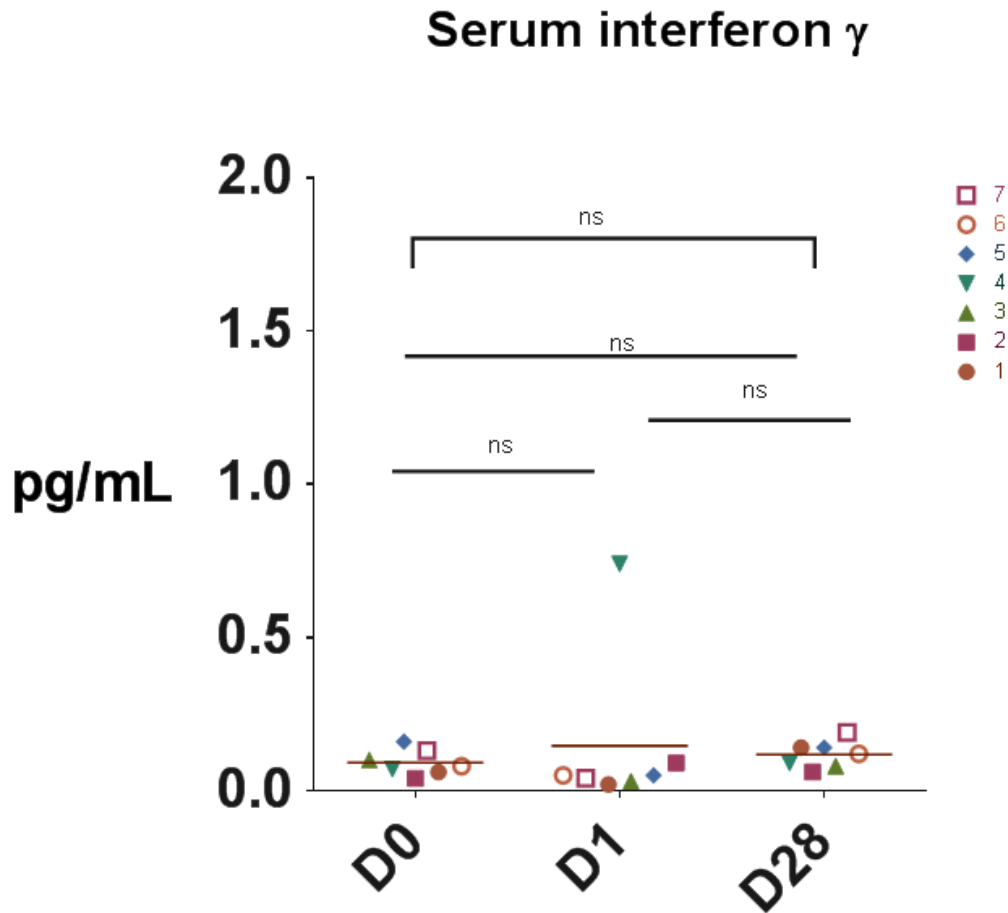 Serum interferon γ
pg/mL
2.0
1.5
1.0
0.5
0.0
ns
ns
ns
ns
D0
D1
D28
7
6
5
4
3
2
1